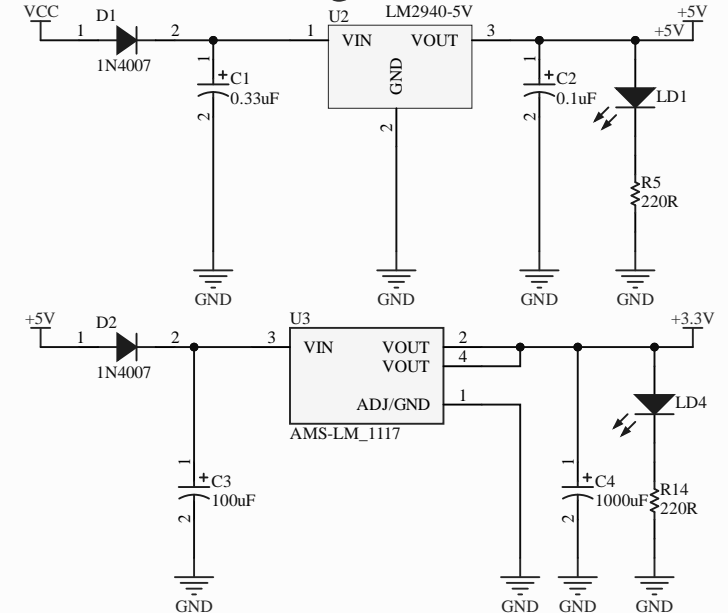 VCC
D1
1
2
1N4007
1
+
C1
0.33uF
2
GND
U2
LM2940-5V
1
VIN
VOUT
3
GND
2
GND
1
+
C2
0.1uF
2
GND
+5V
+5V
LD1
R5
220R
GND
+5V
D2
1
2
1N4007
1
+
C3
100uF
2
GND
U3
3
VIN
VOUT
2
VOUT
4
ADJ/GND
1
AMS-LM_1117
GND
1
+
C4
1000uF
2
GND
+3.3V
LD4
R14
220R
GND